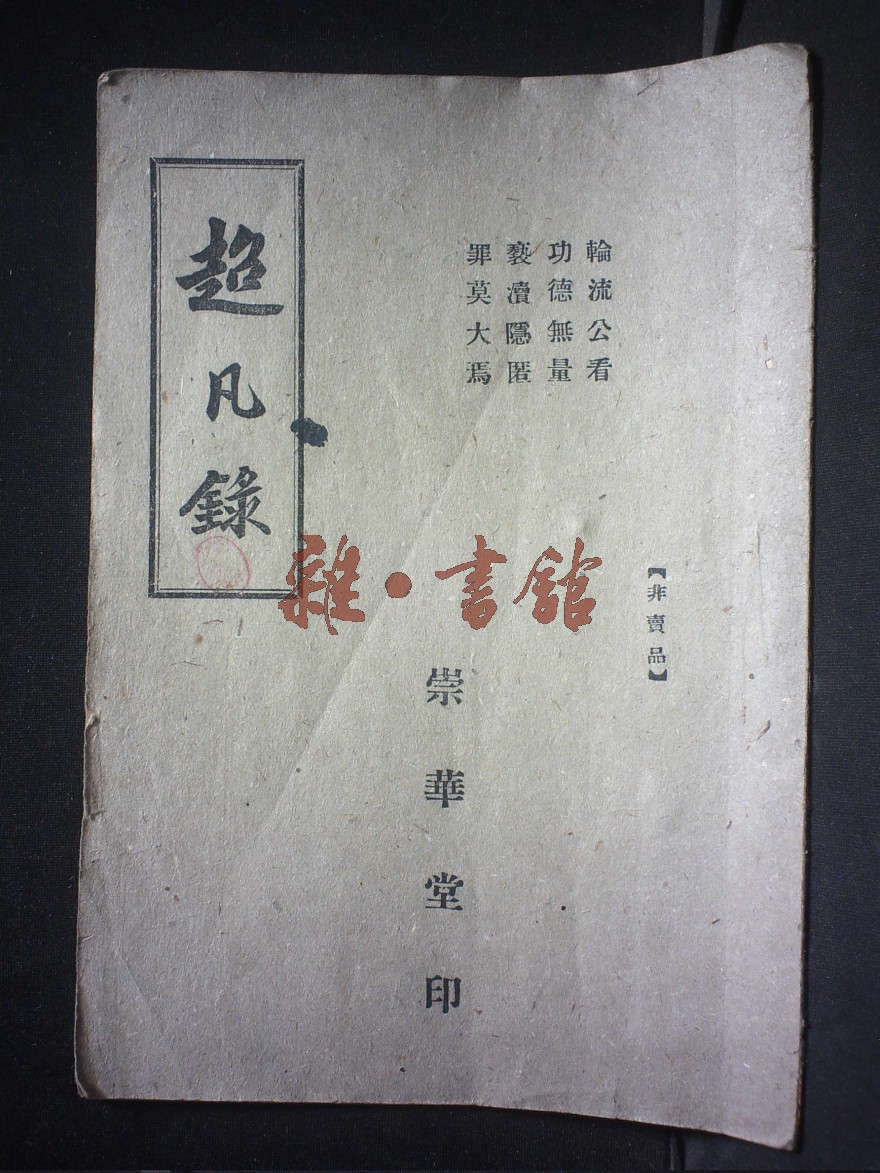 輪流公看
功德無量
褻瀆隱匿
罪莫大焉
【非賣品】
超凡錄
崇華堂印
雜·書館